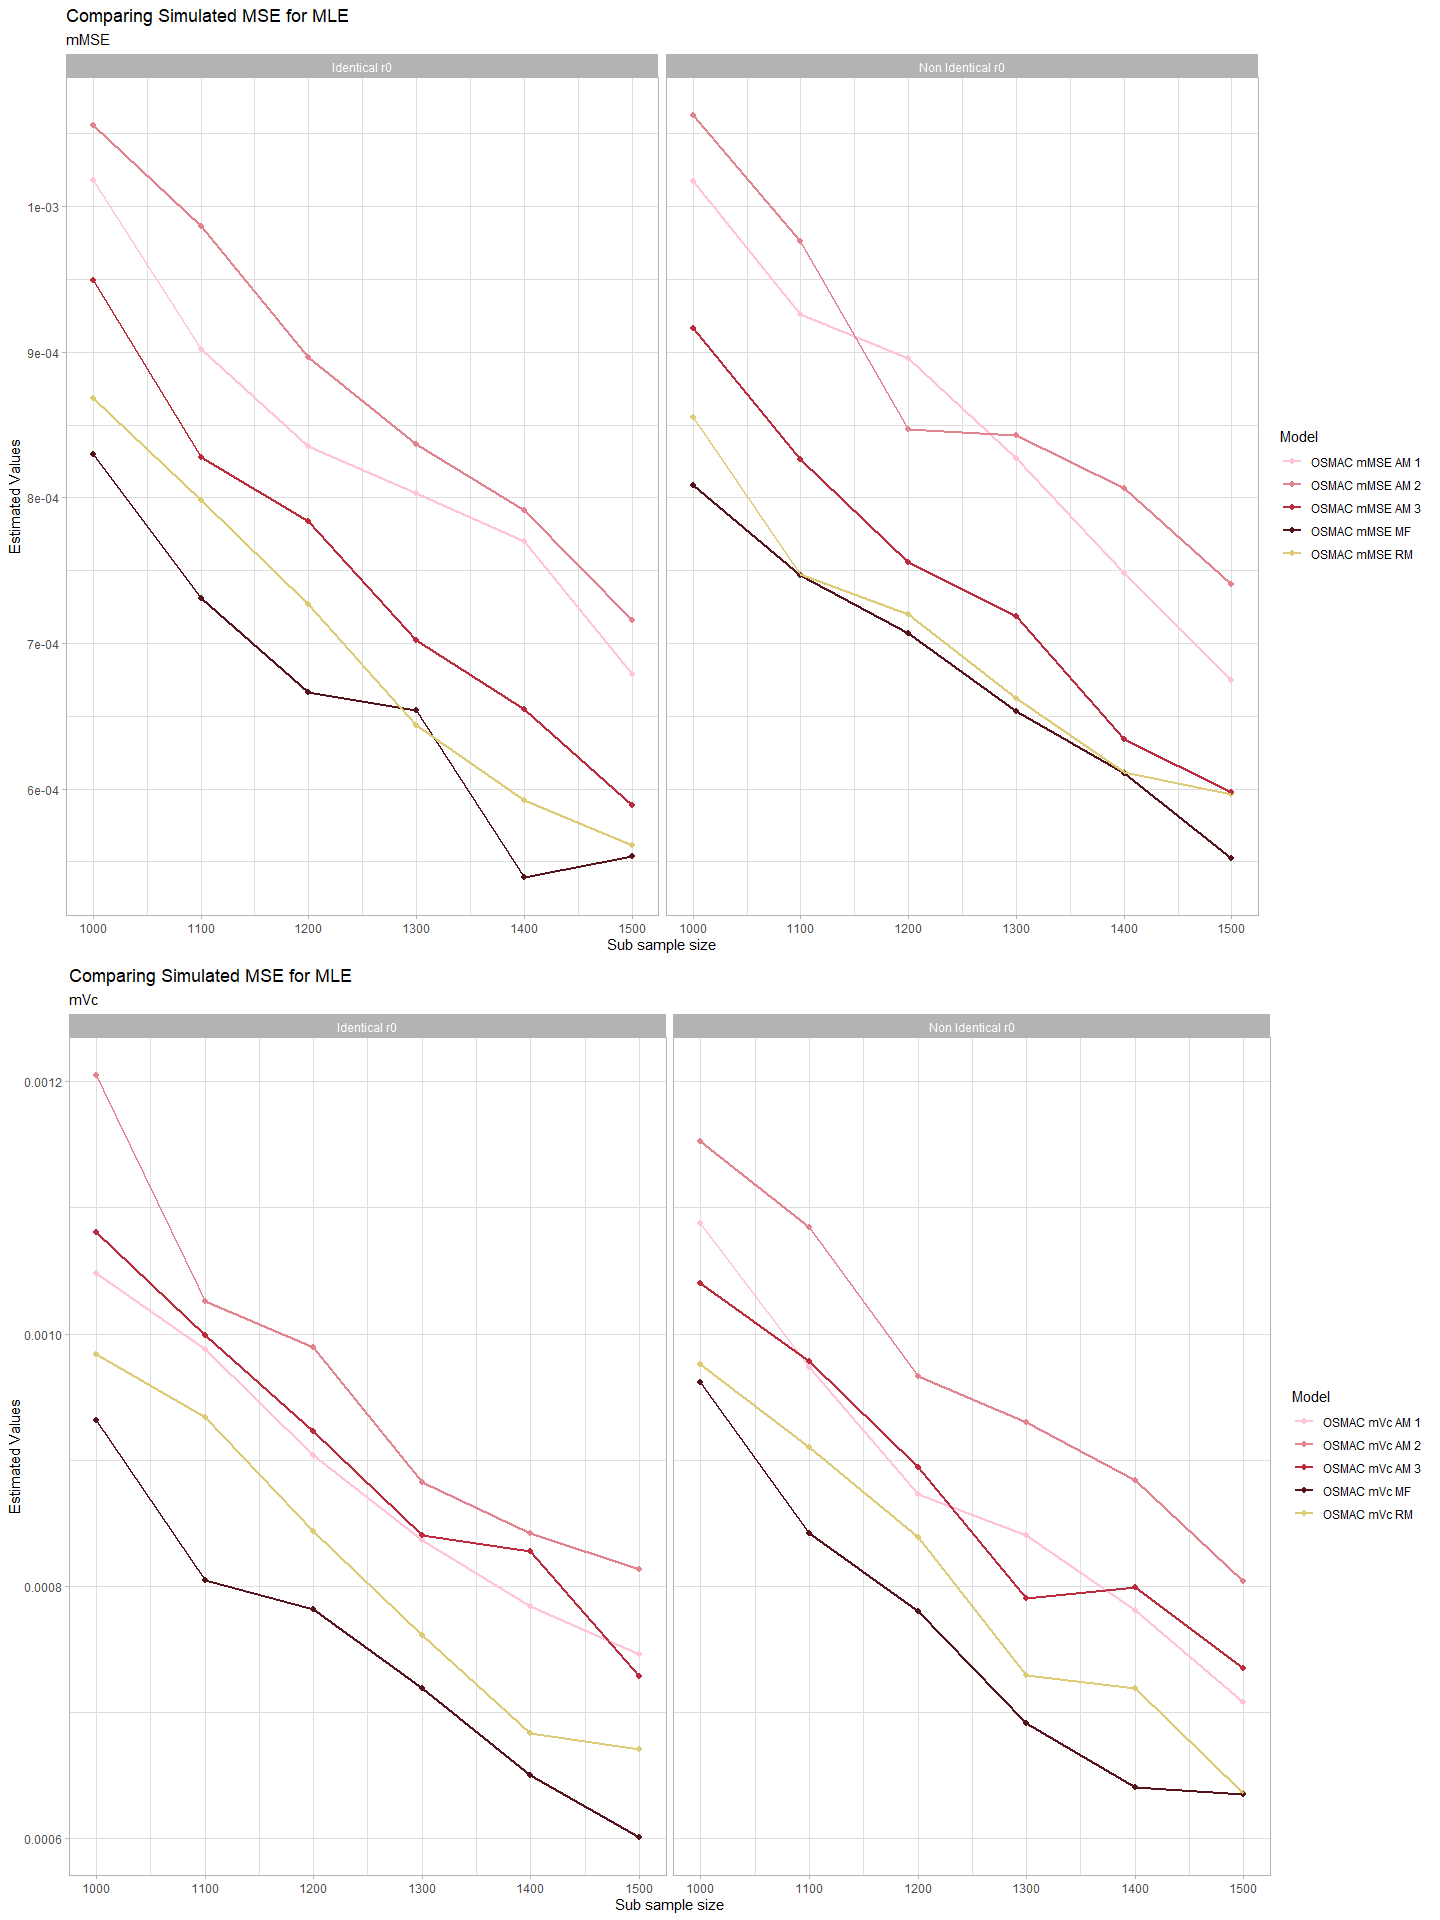 Comparing Simulated MSE for MLE
mMSE
Identical r0
Non Identical r0
Estimated Values
1e-03
9e-04
8e-04
7e-04
6e-04
1000 1100 1200 1300 1400 1500
1000 1100 1200 1300 1400 1500
Sub sample size
Model
OSMAC mMSE AM 1
OSMAC mMSE AM 2
OSMAC mMSE AM 3
OSMAC mMSE MF
OSMAC mMSE RM
Comparing Simulated MSE for MLE
mVc
Identical r0
Non Identical r0
Estimated Values
0.0012
0.0010
0.0008
0.0006
1000 1100 1200 1300 1400 1500
1000 1100 1200 1300 1400 1500
Sub sample size
Model
OSMAC mVc AM 1
OSMAC mVc AM 2
OSMAC mVc AM 3
OSMAC mVc MF
OSMAC mVc RM